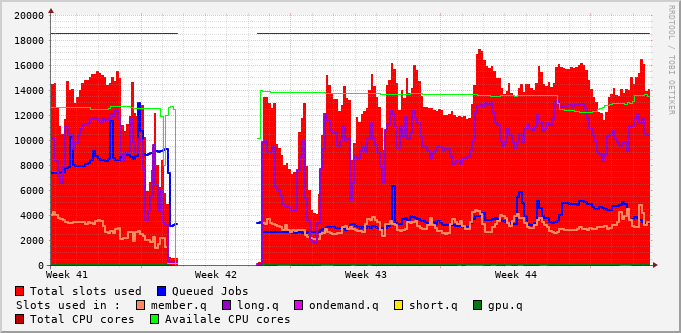 20000
18000
16000
14000
12000
10000
8000
6000
4000
2000
0
Week 41 Week 42 Week 43 Week 44
Total slots used Queued Jobs
Slots used in : member.q long.q ondemand.q short.q gpu.q
Total CPU cores Availale CPU cores
RRDTOOL / TOBI OETIKER